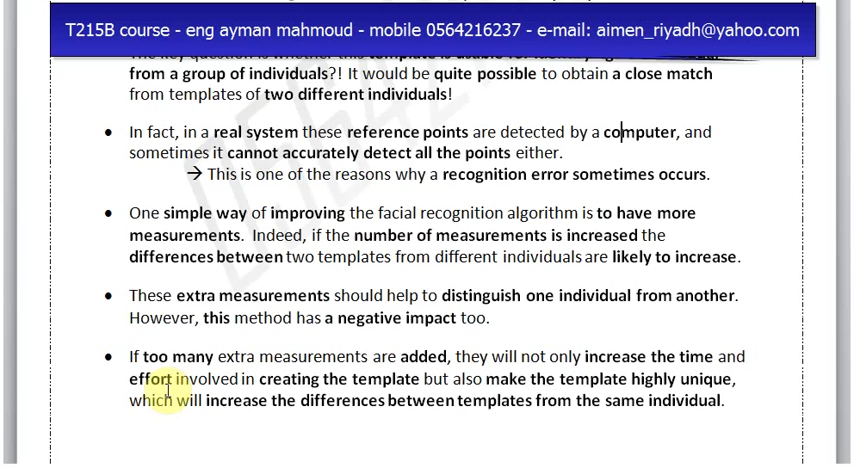 T215B course - eng ayman mahmoud - mobile 0564216237 - e-mail: aimen_riyadh@yahoo.com
from a group of individuals?! It would be quite possible to obtain a close match
from templates of two different individuals!
• In fact, in a real system these reference points are detected by a computer, and
sometimes it cannot accurately detect all the points either.
→ This is one of the reasons why a recognition error sometimes occurs.
• One simple way of improving the facial recognition algorithm is to have more
measurements. Indeed, if the number of measurements is increased the
differences between two templates from different individuals are likely to increase.
• These extra measurements should help to distinguish one individual from another.
However, this method has a negative impact too.
• If too many extra measurements are added, they will not only increase the time and
effort involved in creating the template but also make the template highly unique,
which will increase the differences between templates from the same individual.